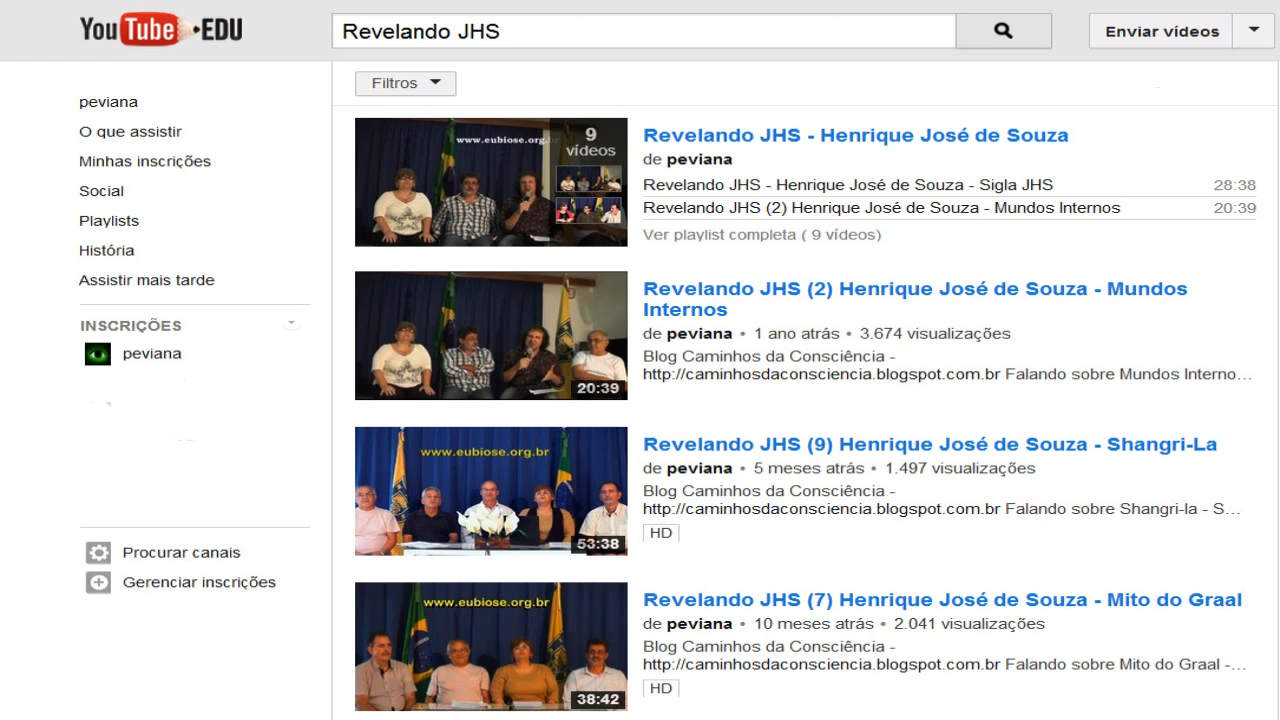 YouTube EDU
Revelando JHS
Enviar vídeos
peviana
O que assistir
Minhas inscrições
Social
Playlists
História
Assistir mais tarde
INSCRIÇÕES
peviana
Procurar canais
Gerenciar inscrições
Filtros
www.eubiose.org.b
9
vídeos
Revelando JHS - Henrique José de Souza
de peviana
Revelando JHS - Henrique José de Souza - Sigla JHS 28:38
Revelando JHS (2) Henrique José de Souza - Mundos Internos 20:39
Ver playlist completa ( 9 vídeos)
20:39
Revelando JHS (2) Henrique José de Souza - Mundos
Internos
de peviana • 1 ano atrás • 3.674 visualizações
Blog Caminhos da Consciência -
http://caminhosdaconsciencia.blogspot.com.br Falando sobre Mundos Interno...
www.eubiose.org.br
53:38
Revelando JHS (9) Henrique José de Souza - Shangri-La
de peviana • 5 meses atrás • 1.497 visualizações
Blog Caminhos da Consciência -
http://caminhosdaconsciencia.blogspot.com.br Falando sobre Shangri-la - S...
HD
www.eubiose.org.br
38:42
Revelando JHS (7) Henrique José de Souza - Mito do Graal
de peviana • 10 meses atrás • 2.041 visualizações
Blog Caminhos da Consciência -
http://caminhosdaconsciencia.blogspot.com.br Falando sobre Mito do Graal -...
HD